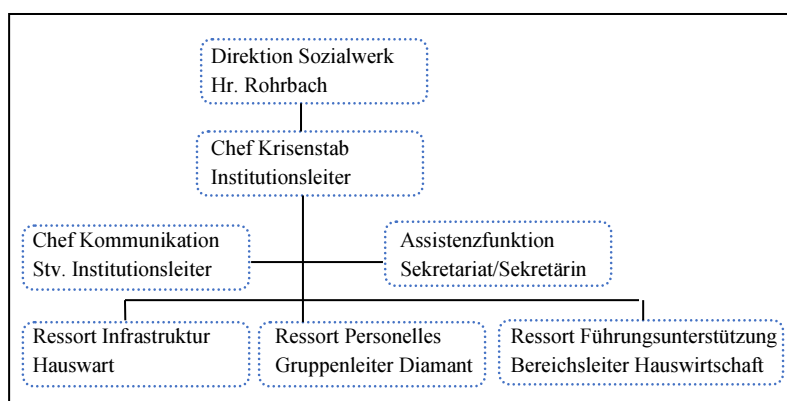 Direktion Sozialwerk
Hr. Rohrbach
Chef Krisenstab
Institutionsleiter
Chef Kommunikation
Stv. Institutionsleiter
Assistenzfunktion
Sekretariat/Sekretärin
Ressort Infrastruktur
Hauswart
Ressort Personelles
Gruppenleiter Diamant
Ressort Führungsunterstützung
Bereichsleiter Hauswirtschaft